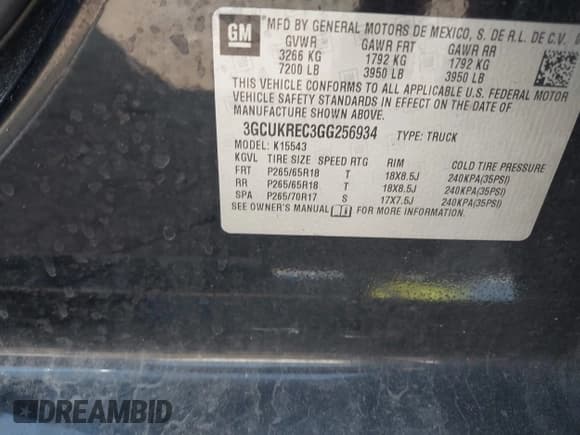 GM MFD BY GENERAL MOTORS DE MEXICO, S. DE R.L. DE C.V.
GVWR GAWR FRT GAWR RR
3266 KG 1792 KG 1792 KG
7200 LB 3950 LB 3950 LB
THIS VEHICLE CONFORMS TO ALL APPLICABLE U.S. FEDERAL MOTOR
VEHICLE SAFETY STANDARDS IN EFFECT ON THE DATE OF
MANUFACTURE SHOWN ABOVE.
3GCUKREC3GG256934 TYPE: TRUCK
MODEL: K15543
KGVL TIRE SIZE SPEED RTG RIM COLD TIRE PRESSURE
FRT P265/65R18 T 18X8.5J 240KPA(35PSI)
RR P265/65R18 T 18X8.5J 240KPA(35PSI)
SPA P265/70R17 S 17X7.5J 240KPA(35PSI)
SEE OWNER'S MANUAL FOR MORE INFORMATION.
DREAMBID